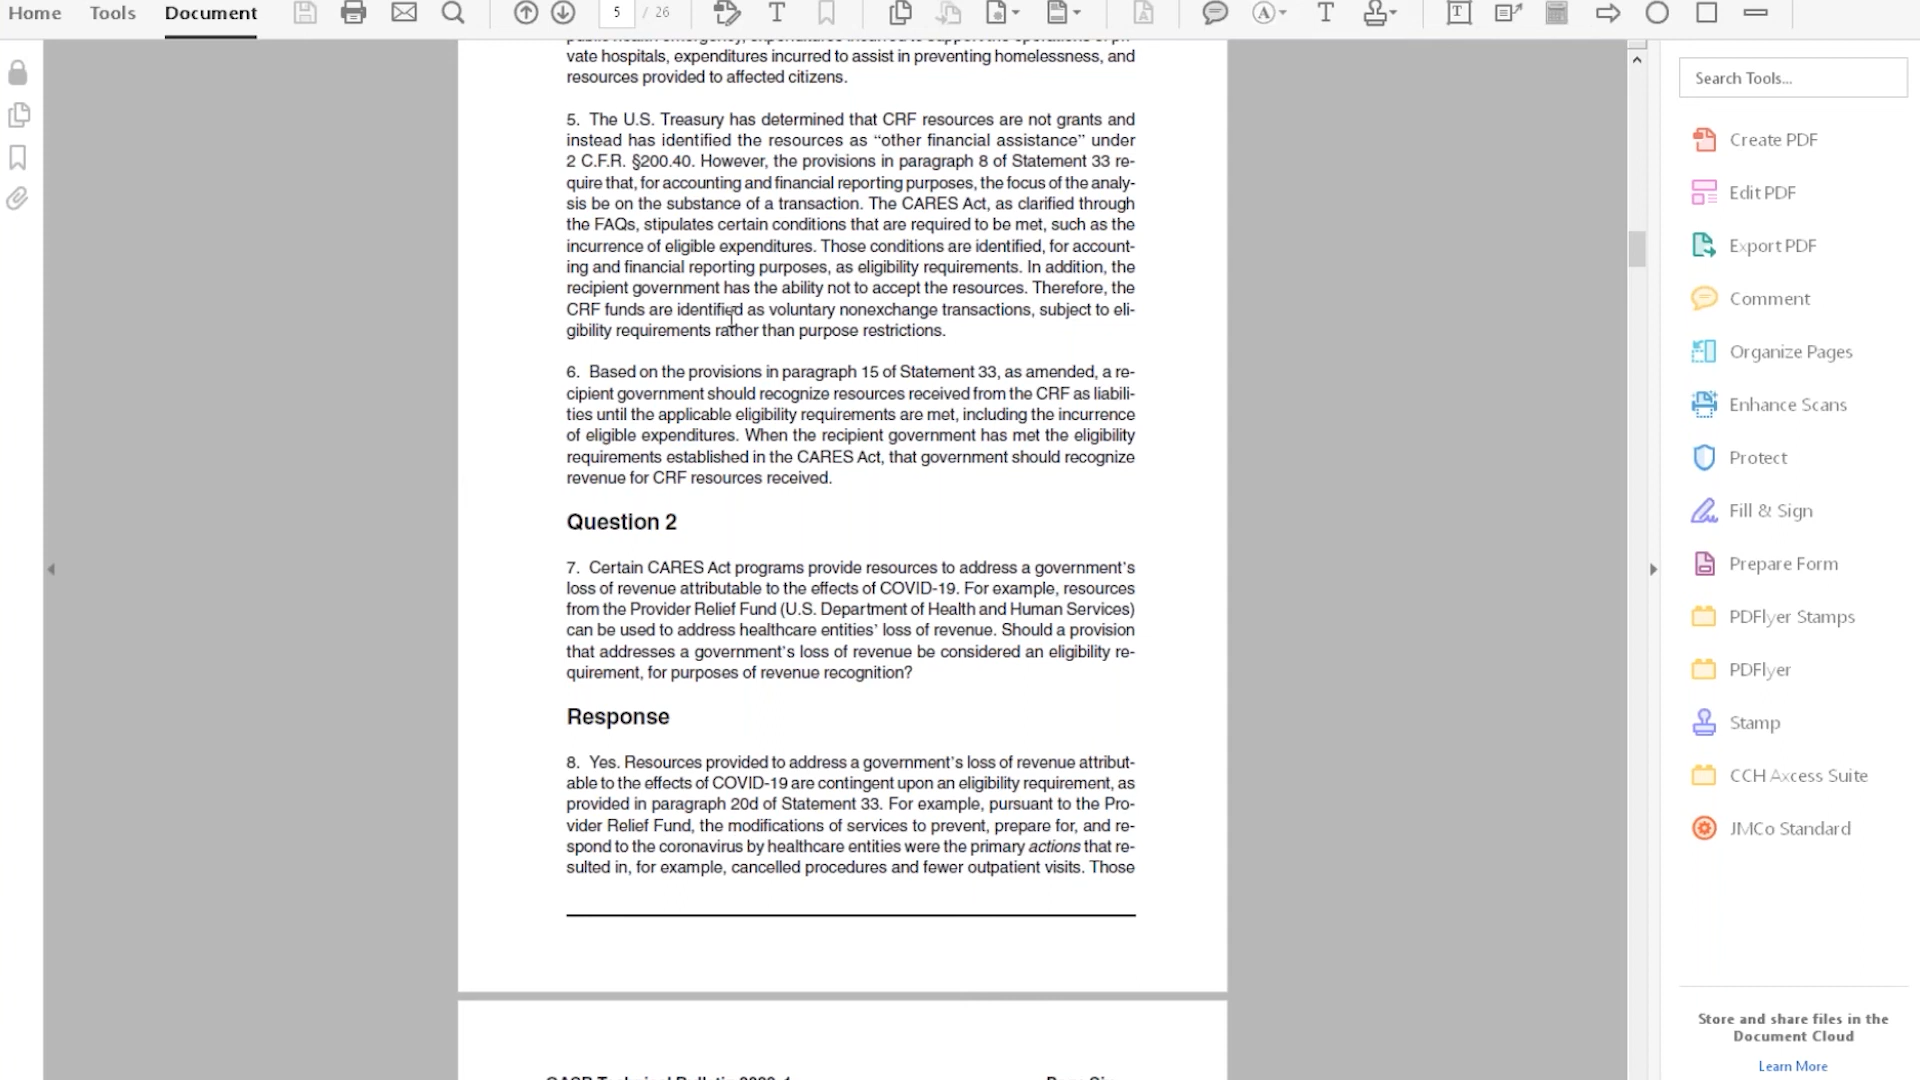 Home Tools Document 5 / 26
vate hospitals, expenditures incurred to assist in preventing homelessness, and
resources provided to affected citizens.
5. The U.S. Treasury has determined that CRF resources are not grants and
instead has identified the resources as “other financial assistance” under
2 C.F.R. §200.40. However, the provisions in paragraph 8 of Statement 33 re-
quire that, for accounting and financial reporting purposes, the focus of the analy-
sis be on the substance of a transaction. The CARES Act, as clarified through
the FAQs, stipulates certain conditions that are required to be met, such as the
incurrence of eligible expenditures. Those conditions are identified, for account-
ing and financial reporting purposes, as eligibility requirements. In addition, the
recipient government has the ability not to accept the resources. Therefore, the
CRF funds are identified as voluntary nonexchange transactions, subject to eli-
gibility requirements rather than purpose restrictions.
6. Based on the provisions in paragraph 15 of Statement 33, as amended, a re-
cipient government should recognize resources received from the CRF as liabili-
ties until the applicable eligibility requirements are met, including the incurrence
of eligible expenditures. When the recipient government has met the eligibility
requirements established in the CARES Act, that government should recognize
revenue for CRF resources received.
Question 2
7. Certain CARES Act programs provide resources to address a government's
loss of revenue attributable to the effects of COVID-19. For example, resources
from the Provider Relief Fund (U.S. Department of Health and Human Services)
can be used to address healthcare entities' loss of revenue. Should a provision
that addresses a government's loss of revenue be considered an eligibility re-
quirement, for purposes of revenue recognition?
Response
8. Yes. Resources provided to address a government's loss of revenue attribut-
able to the effects of COVID-19 are contingent upon an eligibility requirement, as
provided in paragraph 20d of Statement 33. For example, pursuant to the Pro-
vider Relief Fund, the modifications of services to prevent, prepare for, and re-
spond to the coronavirus by healthcare entities were the primary actions that re-
sulted in, for example, cancelled procedures and fewer outpatient visits. Those
Search Tools...
Create PDF
Edit PDF
Export PDF
Comment
Organize Pages
Enhance Scans
Protect
Fill & Sign
Prepare Form
PDFlyer Stamps
PDFlyer
Stamp
CCH Axcess Suite
JMCo Standard
Store and share files in the
Document Cloud
Learn More